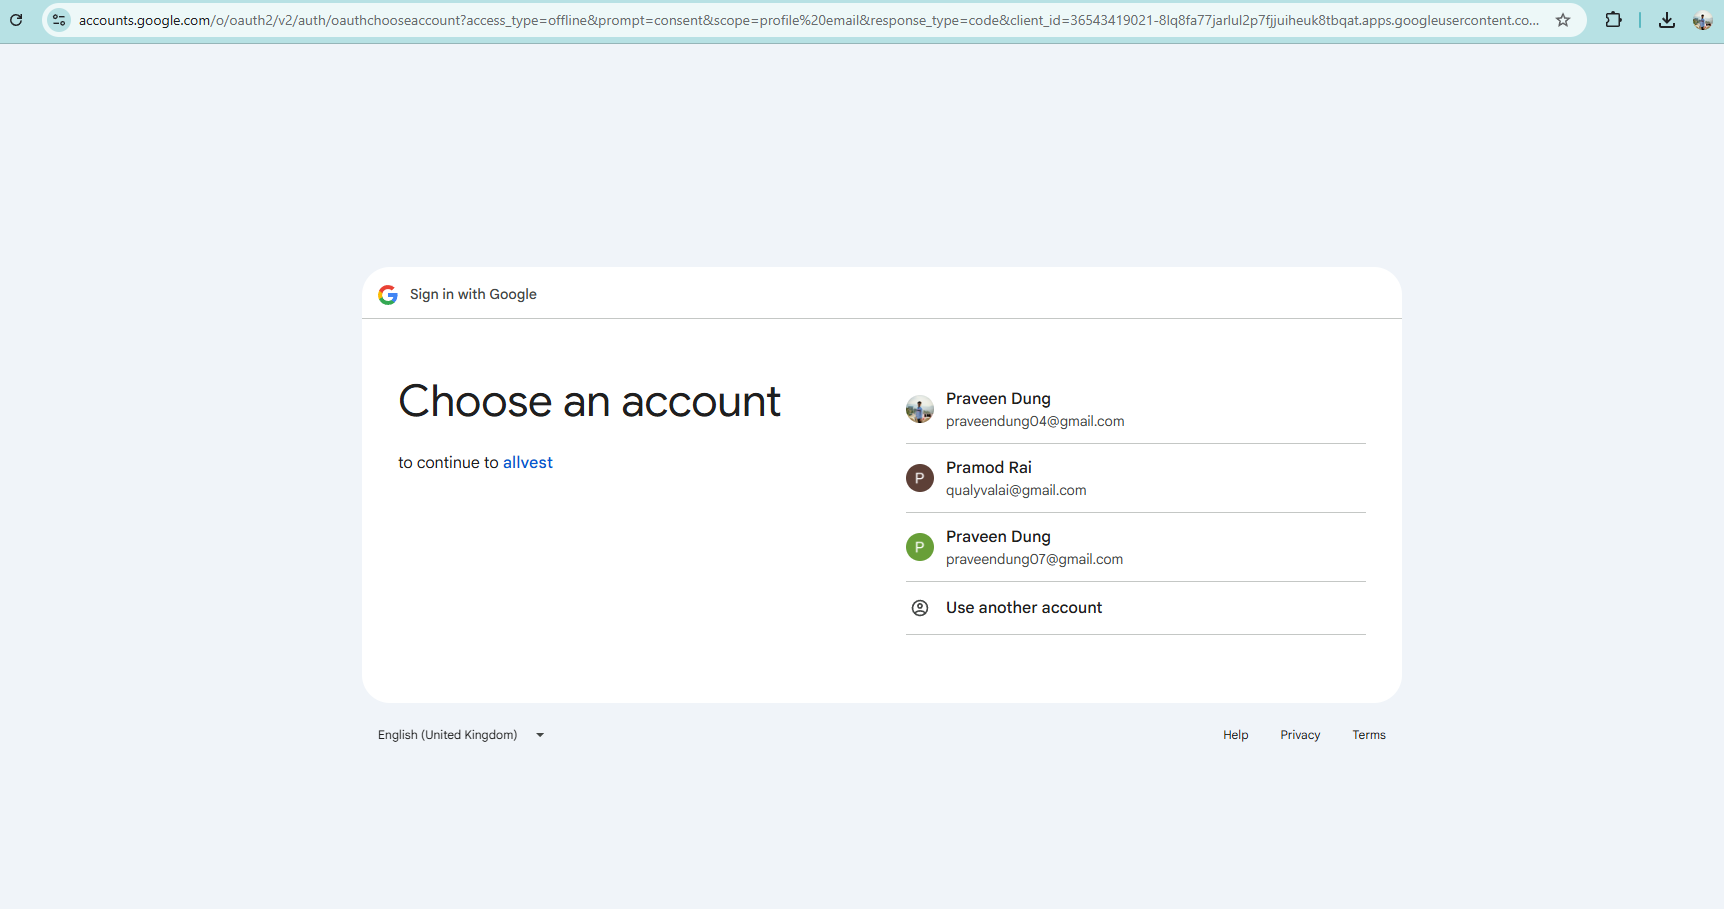 accounts.google.com/o/oauth2/v2/auth/oauthchooseaccount?access_type=offline&prompt=consent&scope=profile%20email&response_type=code&client_id=36543419021-8lq8fa77jarlul2p7fjjuiheuk8tbqat.apps.googleusercontent.co...
Sign in with Google
Choose an account
to continue to allvest
Praveen Dung
praveendung04@gmail.com
P
Pramod Rai
qualyvalai@gmail.com
P
Praveen Dung
praveendung07@gmail.com
Use another account
English (United Kingdom)
Help
Privacy
Terms